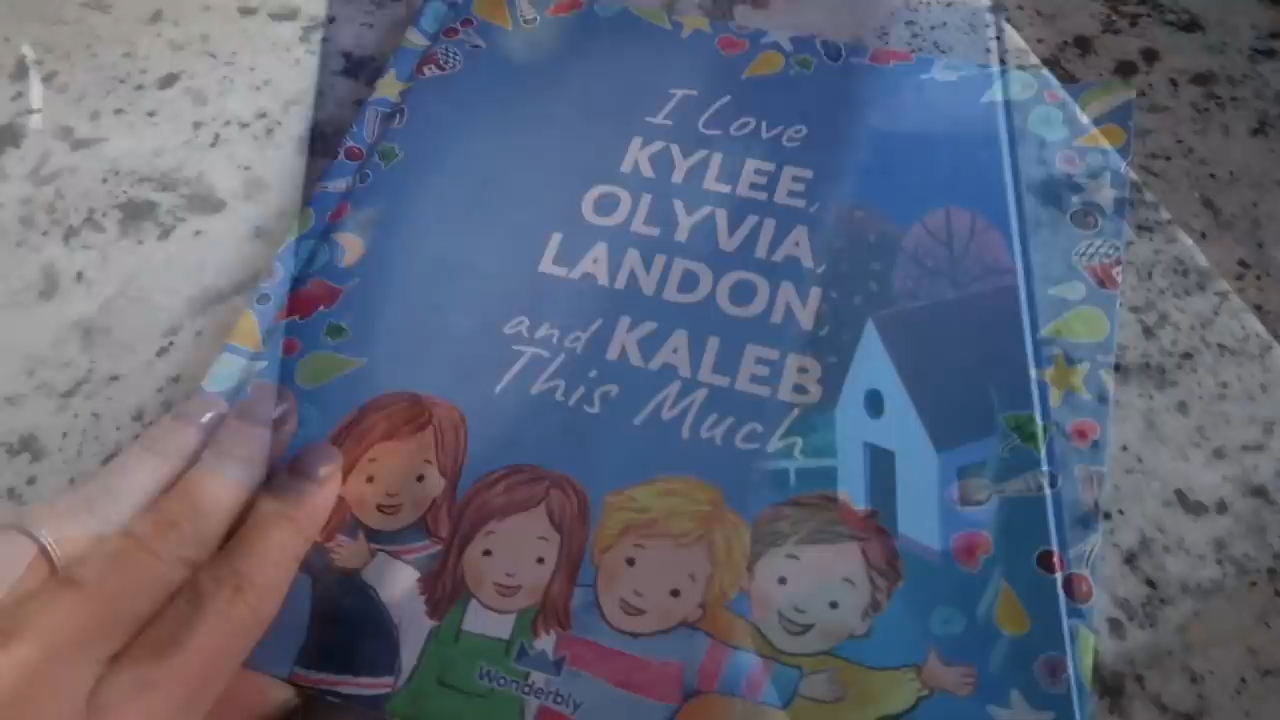 I Love
KYLEE,
OLYVIA,
LANDON,
and KALEB
This Much
Wonderbly